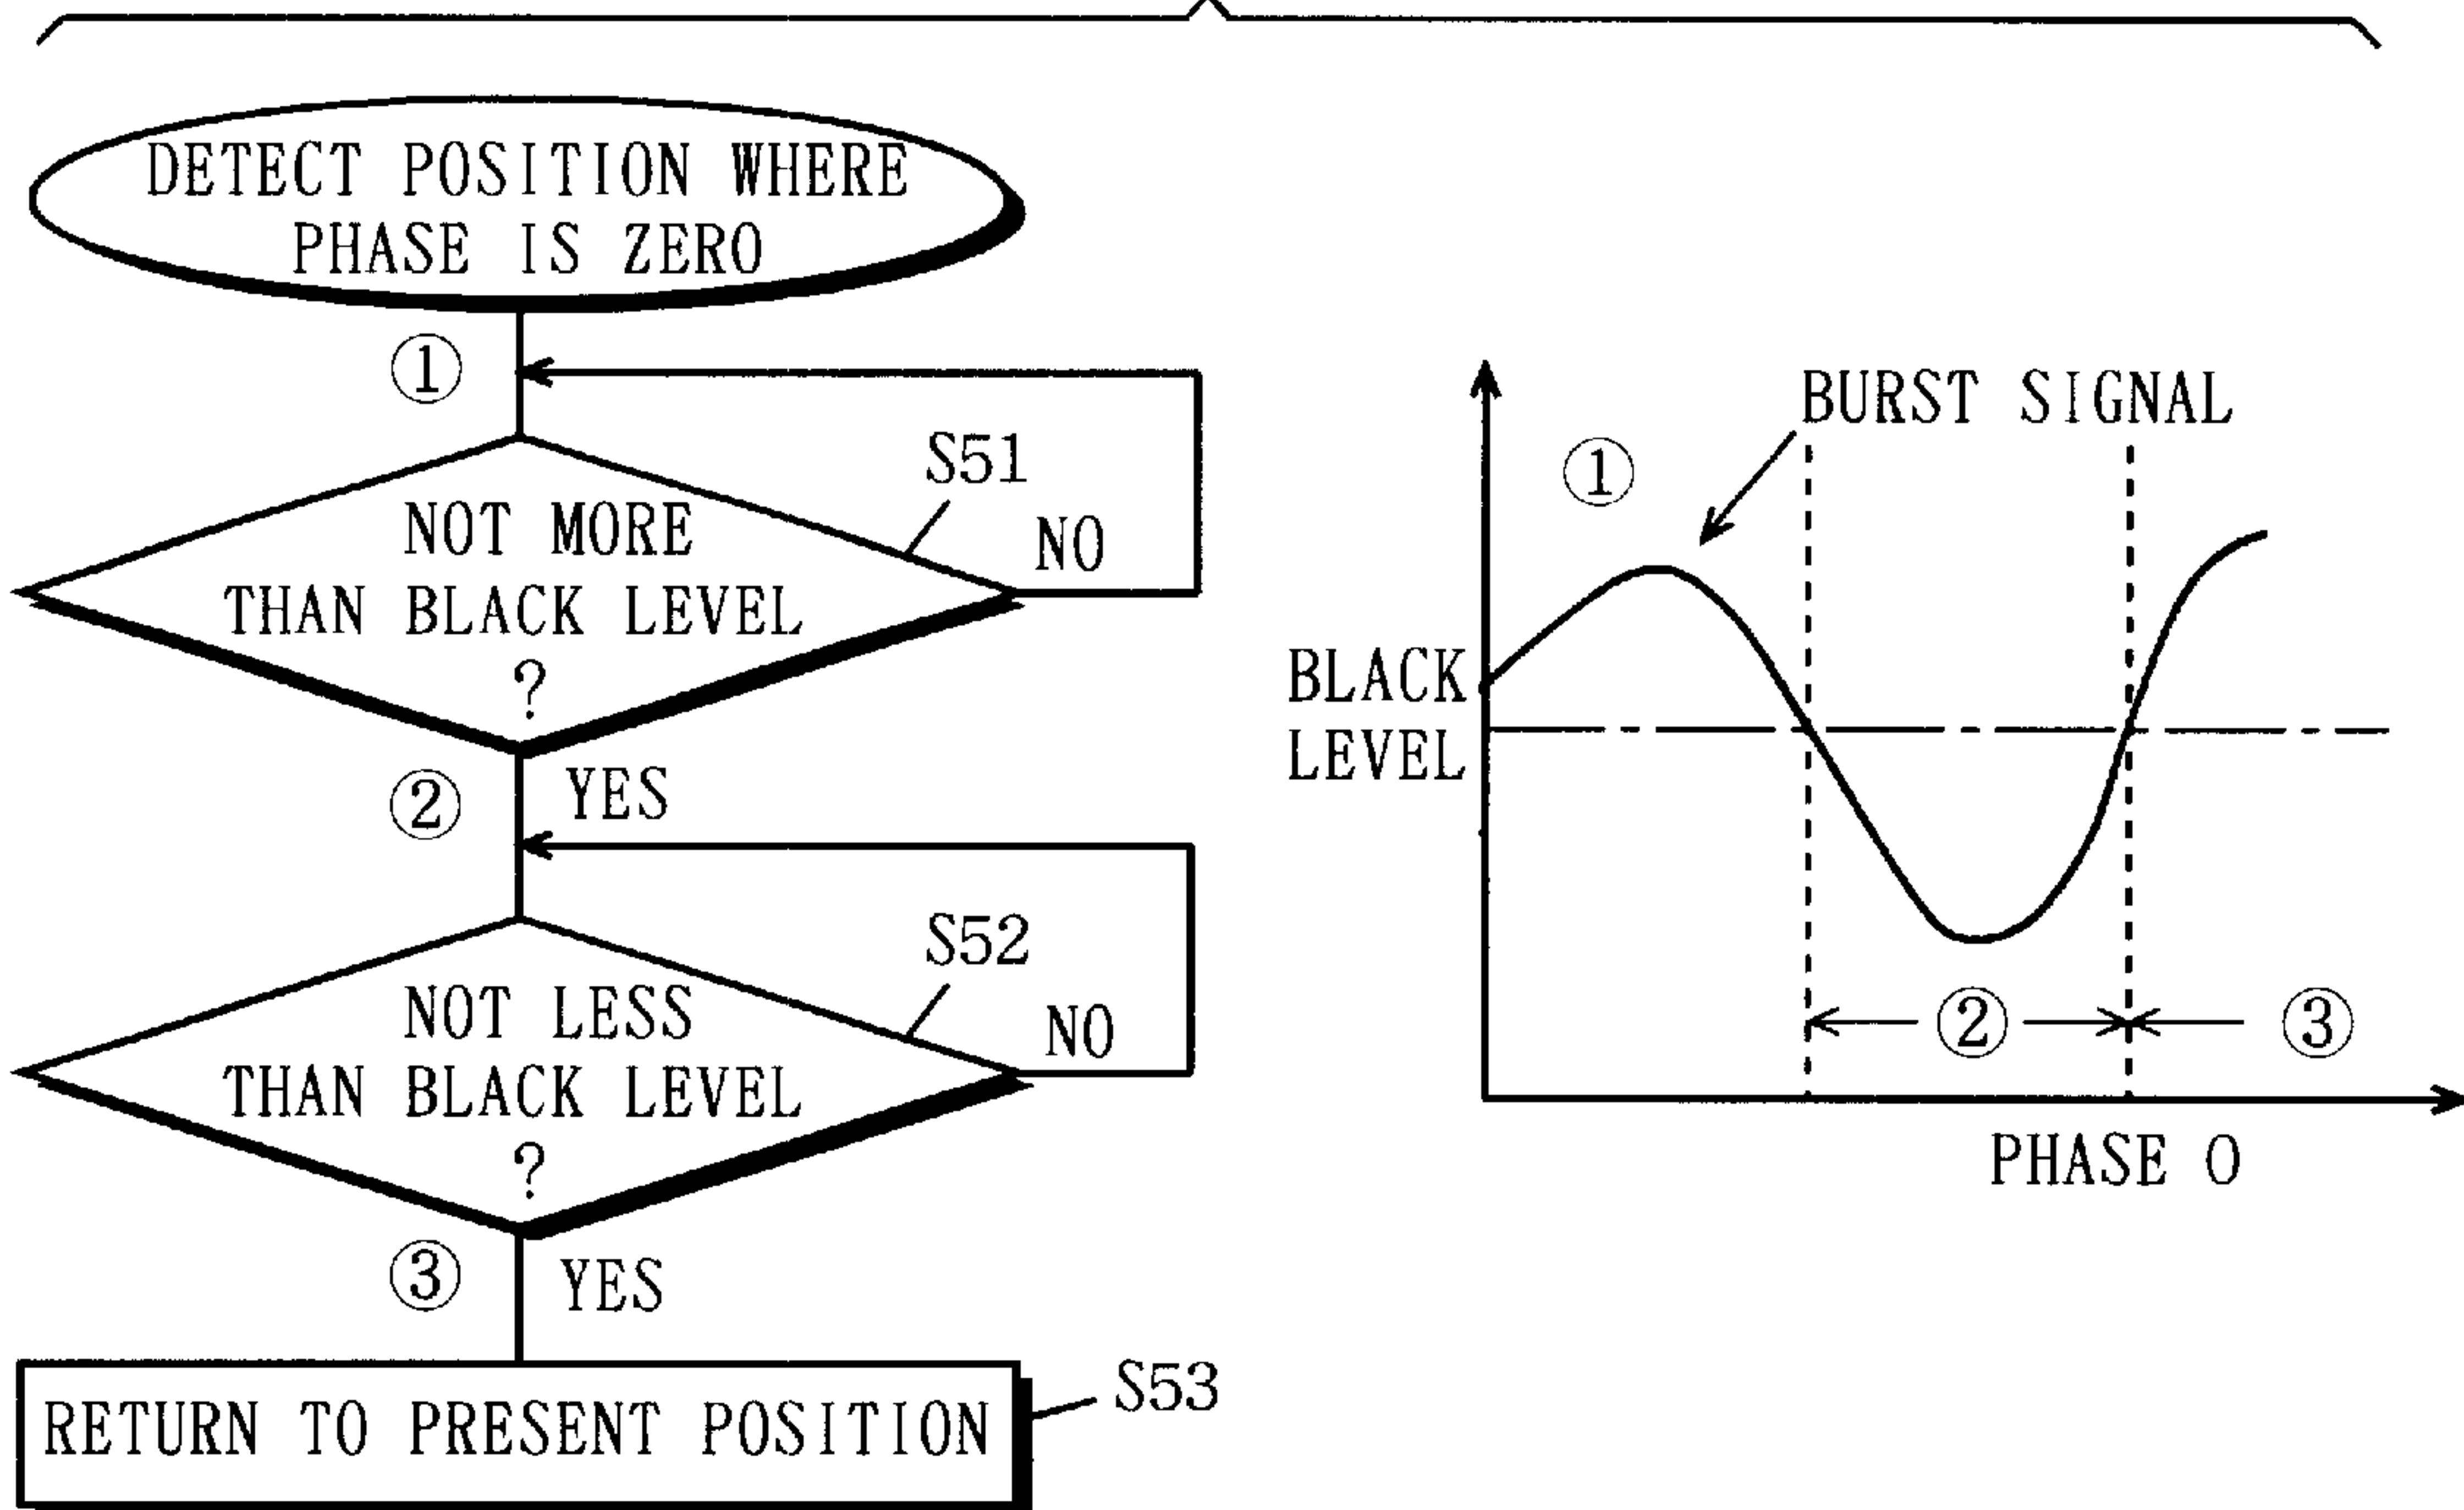 DETECT POSITION WHERE
PHASE IS ZERO
①
S51
NOT MORE
THAN BLACK LEVEL
?
NO
②
YES
S52
NOT LESS
THAN BLACK LEVEL
?
NO
③
YES
RETURN TO PRESENT POSITION
S53
BURST SIGNAL
①
BLACK
LEVEL
②
③
PHASE 0